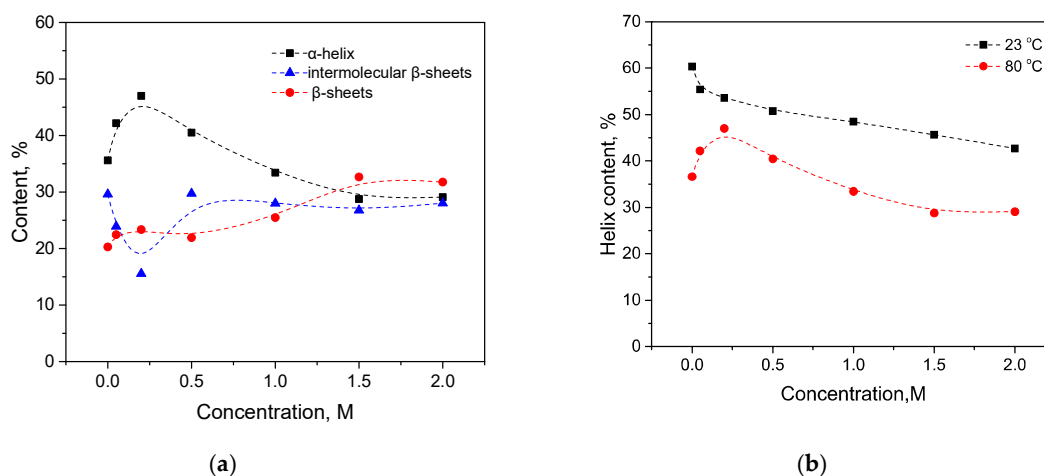 60
50
40
30
20
10
0
Content, %
α-helix
intermolecular β-sheets
β-sheets
0.0 0.5 1.0 1.5 2.0
Concentration, M
(a)
70
60
50
40
30
20
10
0
Helix content, %
23 °C
80 °C
0.0 0.5 1.0 1.5 2.0
Concentration,M
(b)